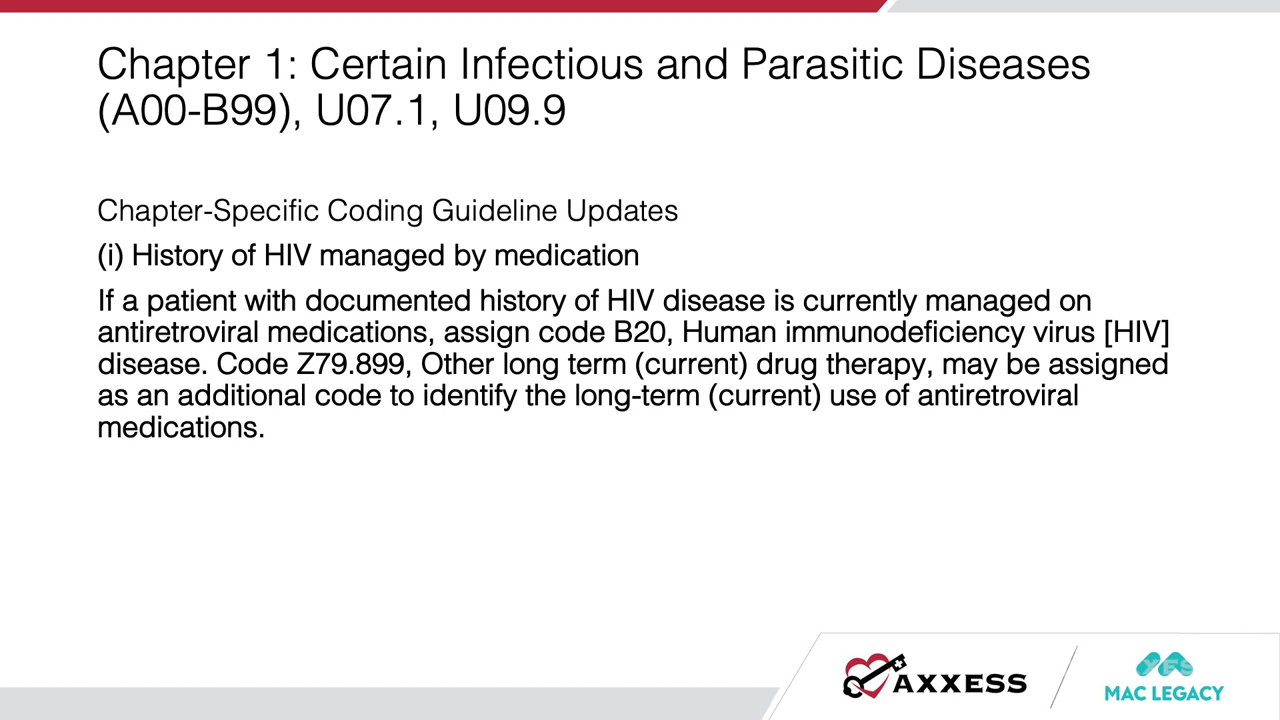 Chapter 1: Certain Infectious and Parasitic Diseases
(A00-B99), U07.1, U09.9
Chapter-Specific Coding Guideline Updates
(i) History of HIV managed by medication
If a patient with documented history of HIV disease is currently managed on
antiretroviral medications, assign code B20, Human immunodeficiency virus [HIV]
disease. Code Z79.899, Other long term (current) drug therapy, may be assigned
as an additional code to identify the long-term (current) use of antiretroviral
medications.
AXXESS
MAC LEGACY